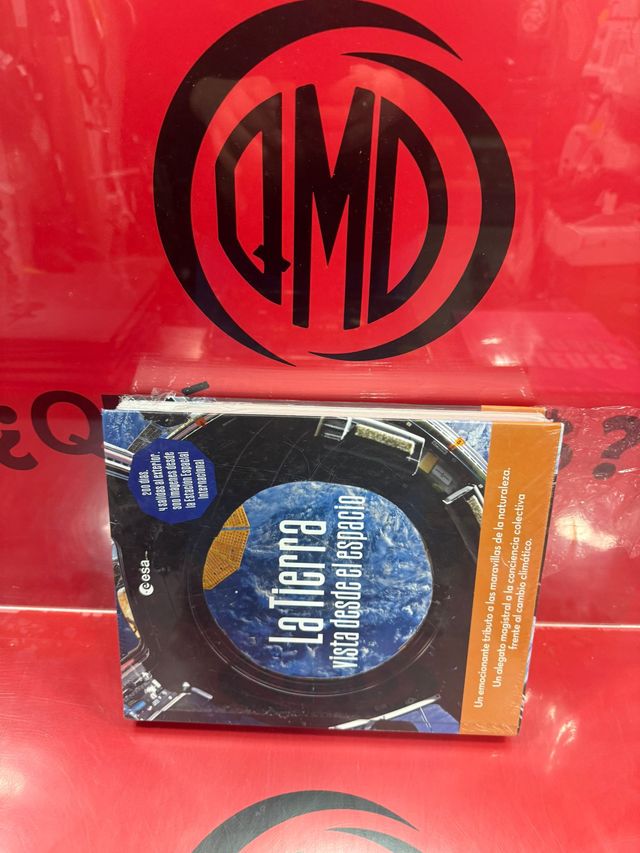 QMD
¿QU
S?
200 días.
4 salidas al exterior.
300 imágenes desde
la Estación Espacial
Internacional
esa
La Tierra
vista desde el espacio
Un emocionante tributo a las maravillas de la naturaleza.
Un alegato magistral a la conciencia colectiva
frente al cambio climático.